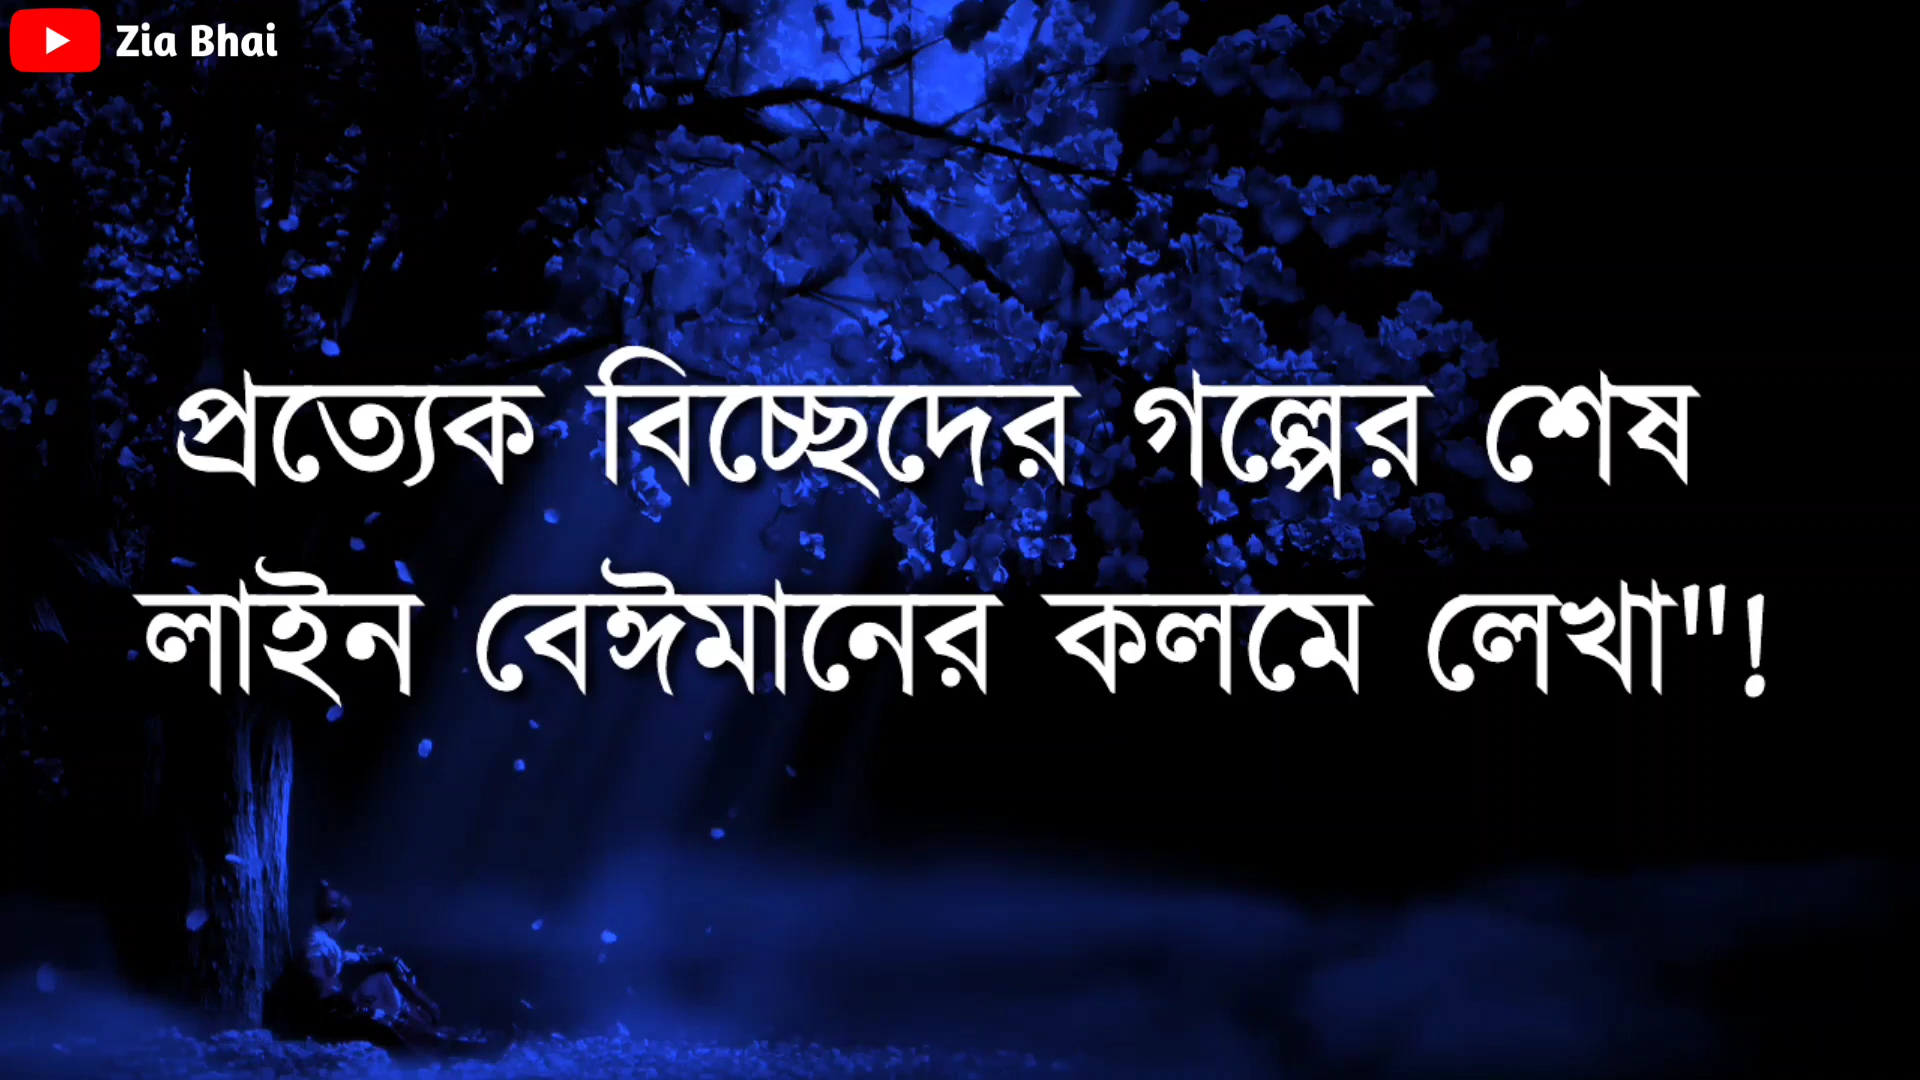 Zia Bhai
প্রত্যেক বিচ্ছেদের গল্পের শেষ
লাইন বেঈমানের কলমে লেখা"!